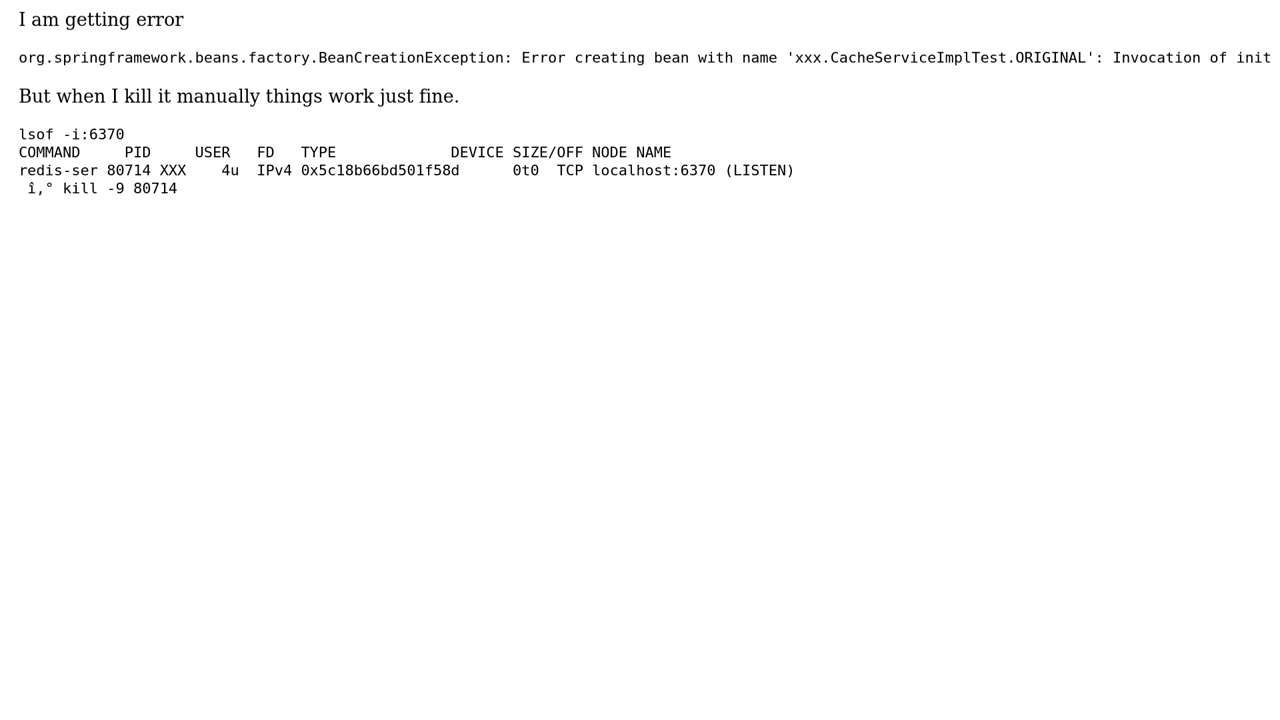 I am getting error
org.springframework.beans.factory.BeanCreationException: Error creating bean with name 'xxx.CacheServiceImplTest.ORIGINAL': Invocation of init
But when I kill it manually things work just fine.
lsof -i:6370
COMMAND     PID     USER   FD   TYPE             DEVICE SIZE/OFF NODE NAME
redis-ser 80714 XXX    4u  IPv4 0x5c18b66bd501f58d      0t0  TCP localhost:6370 (LISTEN)
 î‚° kill -9 80714